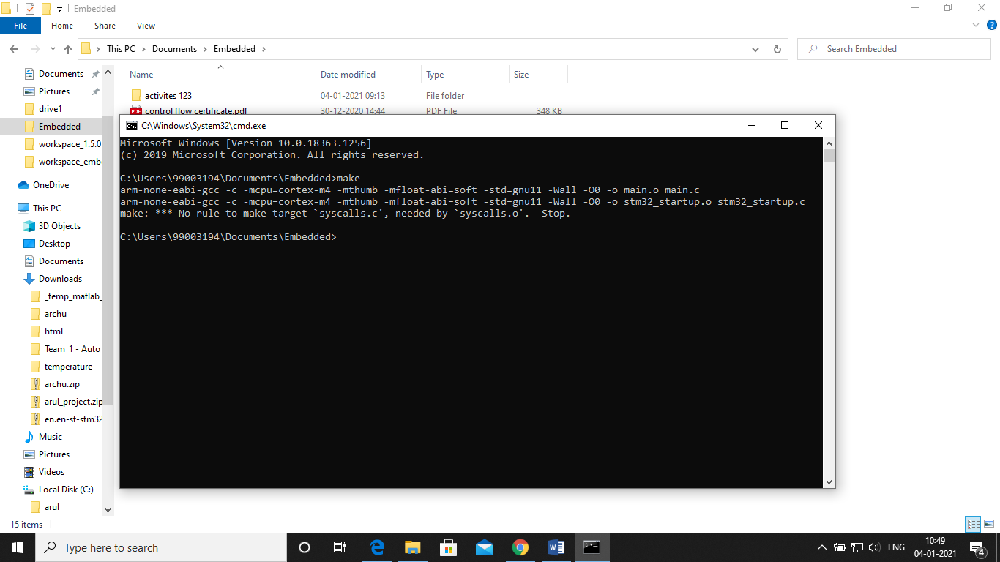 Embedded
File Home Share View
This PC Documents Embedded
Search Embedded
Name Date modified Type Size
Documents
Pictures
drive1
Embedded
workspace_1.5.0
workspace_emb
OneDrive
This PC
3D Objects
Desktop
Documents
Downloads
_temp_matlab_
archu
html
Team_1 - Auto
temperature
archu.zip
arul_project.zip
en.en-st-stm32
Music
Pictures
Videos
Local Disk (C:)
arul
activites 123 04-01-2021 09:13 File folder
PDF control flow certificate.pdf 30-12-2020 14:44 PDF File 348 KB
C:\Windows\System32\cmd.exe
Microsoft Windows [Version 10.0.18363.1256]
(c) 2019 Microsoft Corporation. All rights reserved.
C:\Users\99003194\Documents\Embedded>make
arm-none-eabi-gcc -c -mcpu=cortex-m4 -mthumb -mfloat-abi=soft -std=gnu11 -Wall -O0 -o main.o main.c
arm-none-eabi-gcc -c -mcpu=cortex-m4 -mthumb -mfloat-abi=soft -std=gnu11 -Wall -O0 -o stm32_startup.o stm32_startup.c
make: *** No rule to make target `syscalls.c', needed by `syscalls.o'.  Stop.
C:\Users\99003194\Documents\Embedded>
15 items
Type here to search
ENG
10:49
04-01-2021
4